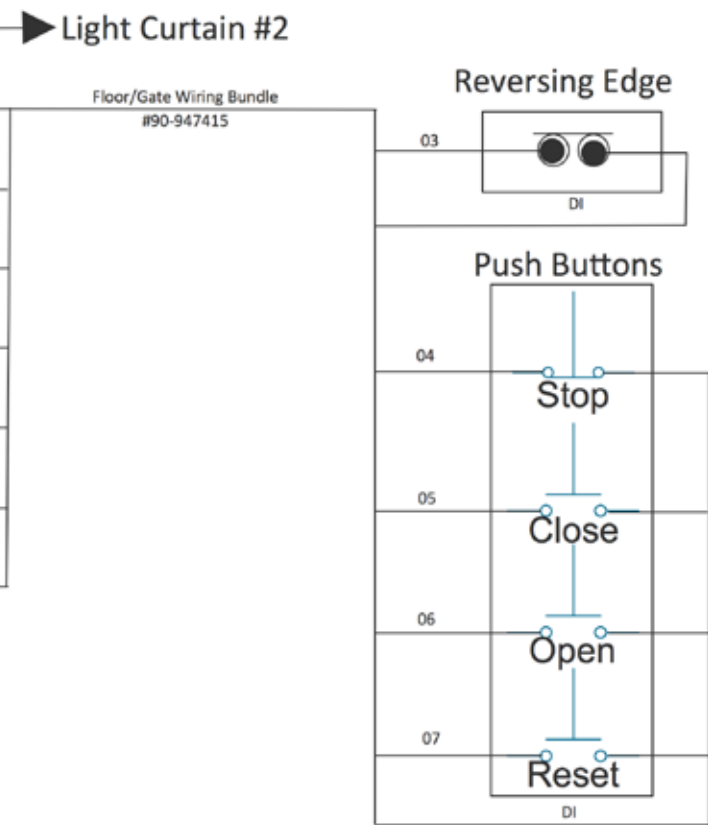 Light Curtain #2
Floor/Gate Wiring Bundle
#90-947415
Reversing Edge
03
DI
Push Buttons
04
Stop
05
Close
06
Open
07
Reset
DI